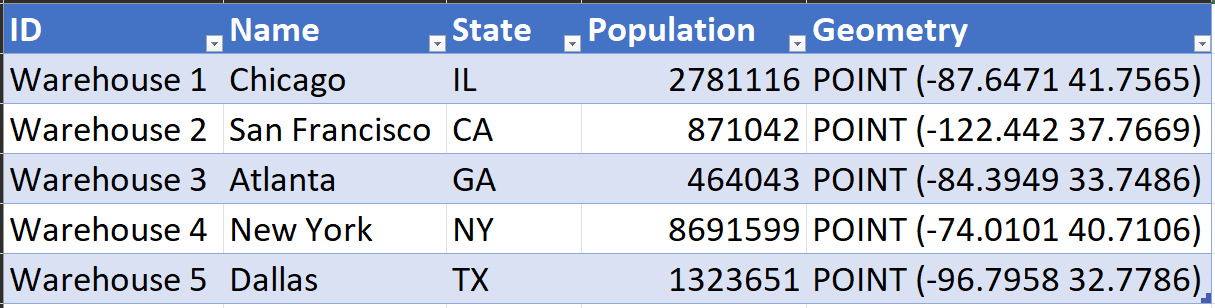 ID Name State Population Geometry
Warehouse 1 Chicago IL 2781116 POINT (-87.6471 41.7565)
Warehouse 2 San Francisco CA 871042 POINT (-122.442 37.7669)
Warehouse 3 Atlanta GA 464043 POINT (-84.3949 33.7486)
Warehouse 4 New York NY 8691599 POINT (-74.0101 40.7106)
Warehouse 5 Dallas TX 1323651 POINT (-96.7958 32.7786)